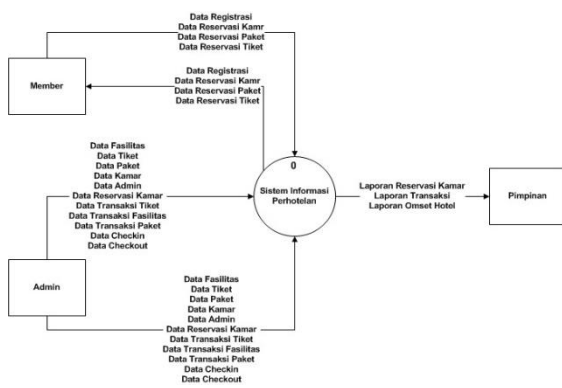 Data Registrasi
Data Reservasi Kamr
Data Reservasi Paket
Data Reservasi Tiket
Member
Data Registrasi
Data Reservasi Kamr
Data Reservasi Paket
Data Reservasi Tiket
Data Fasilitas
Data Tiket
Data Paket
Data Kamar
Data Admin
Data Reservasi Kamar
Data Transaksi Tiket
Data Transaksi Fasilitas
Data Transaksi Paket
Data Checkin
Data Checkout
0
Sistem Informasi
Perhotelan
Laporan Reservasi Kamar
Laporan Transaksi
Laporan Omset Hotel
Pimpinan
Admin
Data Fasilitas
Data Tiket
Data Paket
Data Kamar
Data Admin
Data Reservasi Kamar
Data Transaksi Tiket
Data Transaksi Fasilitas
Data Transaksi Paket
Data Checkin
Data Checkout